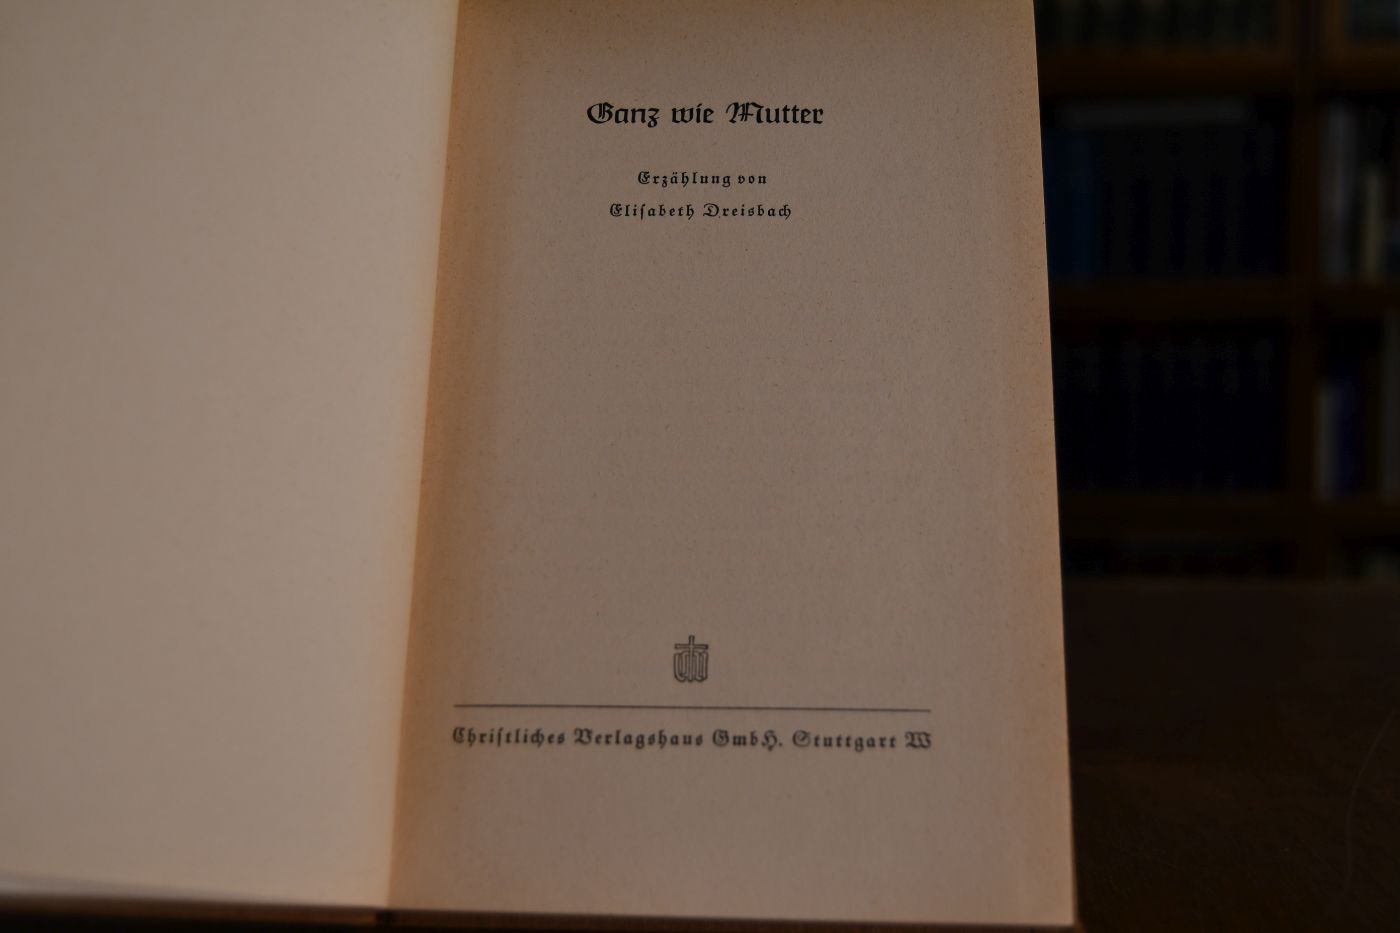 Ganz wie Mutter
Erzählung von
Eliſabeth Dreisbach
Chriſtliches Verlagshaus GmbH. Stuttgart W